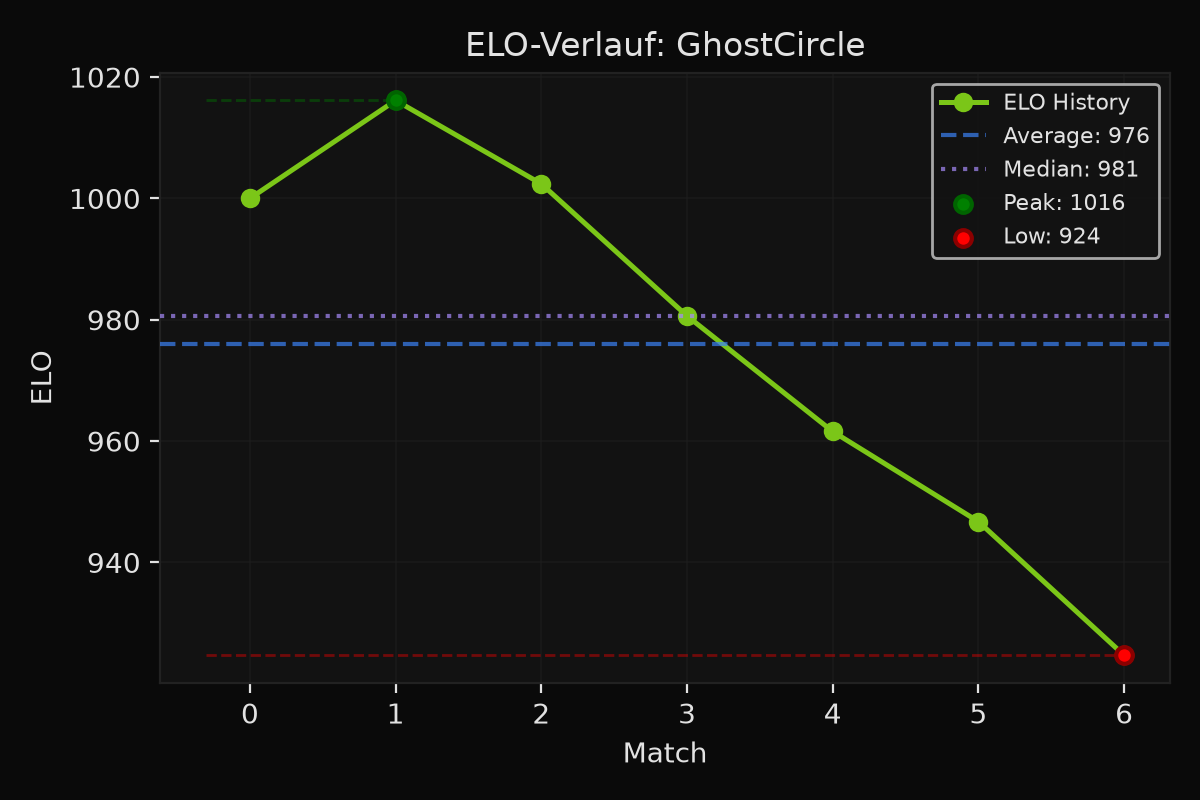 ELO-Verlauf: GhostCircle
ELO History
Average: 976
Median: 981
Peak: 1016
Low: 924
ELO
1020
1000
980
960
940
0 1 2 3 4 5 6
Match